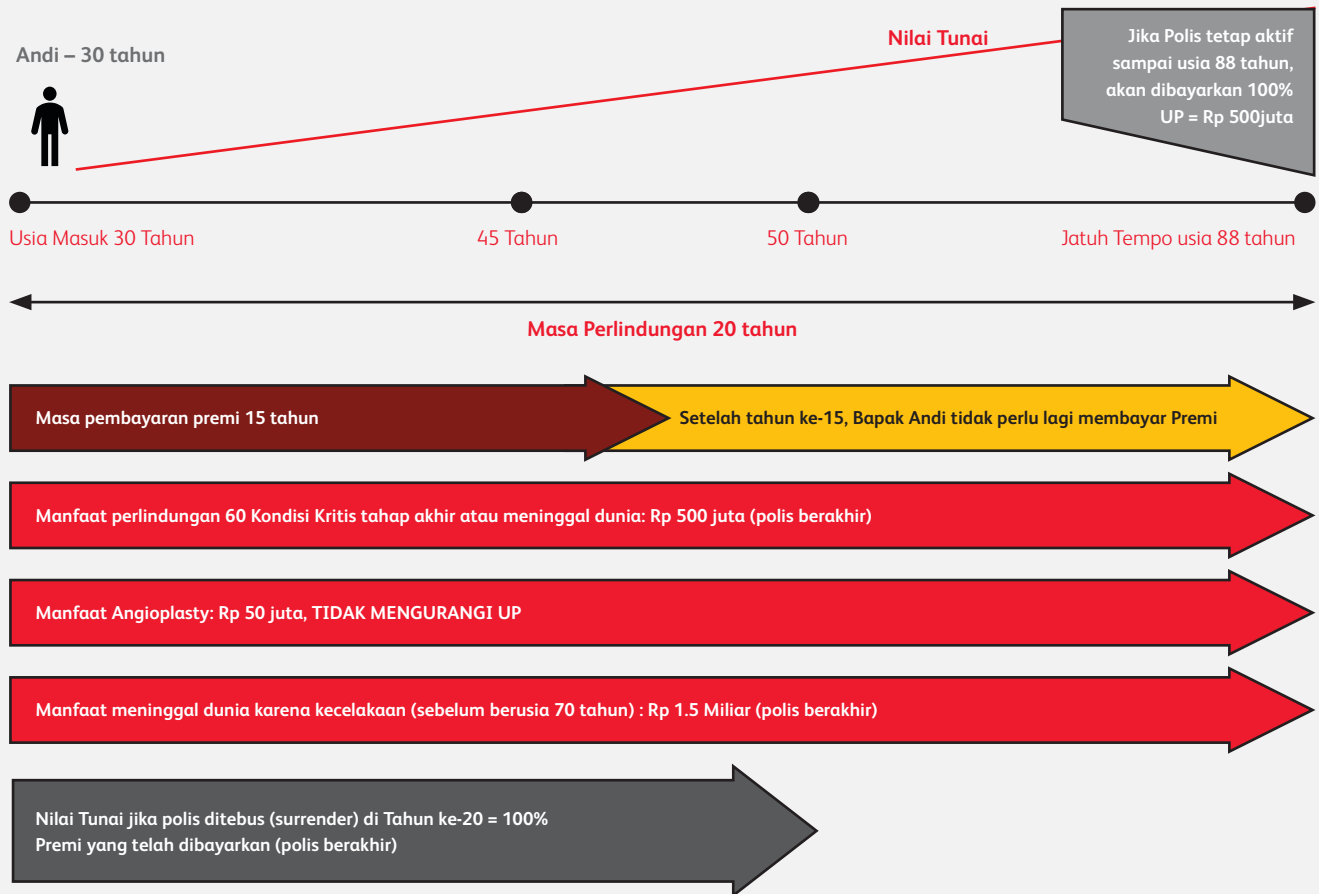 Andi – 30 tahun
Nilai Tunai
Jika Polis tetap aktif
sampai usia 88 tahun,
akan dibayarkan 100%
UP = Rp 500juta
Usia Masuk 30 Tahun
45 Tahun
50 Tahun
Jatuh Tempo usia 88 tahun
Masa Perlindungan 20 tahun
Masa pembayaran premi 15 tahun
Setelah tahun ke-15, Bapak Andi tidak perlu lagi membayar Premi
Manfaat perlindungan 60 Kondisi Kritis tahap akhir atau meninggal dunia: Rp 500 juta (polis berakhir)
Manfaat Angioplasty: Rp 50 juta, TIDAK MENGURANGI UP
Manfaat meninggal dunia karena kecelakaan (sebelum berusia 70 tahun) : Rp 1.5 Miliar (polis berakhir)
Nilai Tunai jika polis ditebus (surrender) di Tahun ke-20 = 100%
Premi yang telah dibayarkan (polis berakhir)